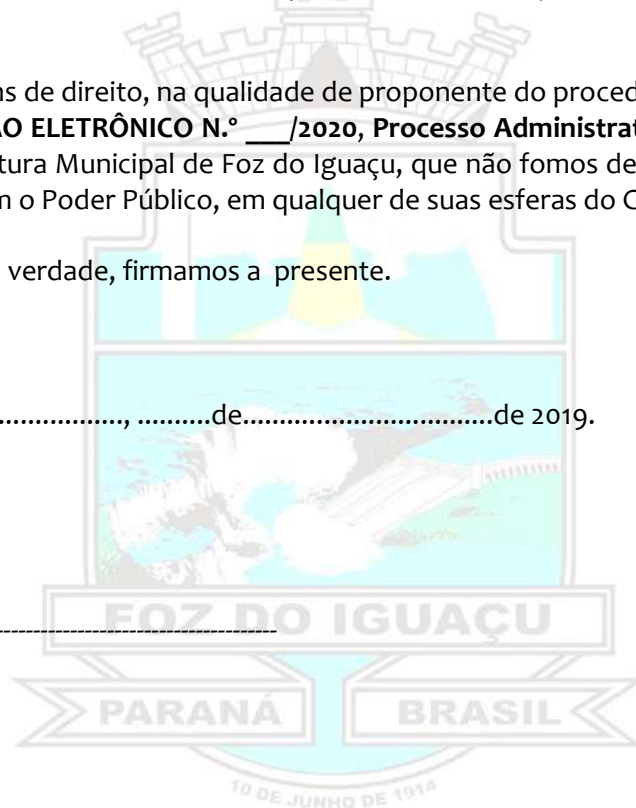 ns de direito, na qualidade de proponente do proced
ÃO ELETRÔNICO N.º ___/2020, Processo Administrat
tura Municipal de Foz do Iguaçu, que não fomos de
m o Poder Público, em qualquer de suas esferas do G
verdade, firmamos a presente.
................., ..........de..................................de 2019.
FOZ DO IGUAÇU
PARANÁ BRASIL
10 DE JUNHO DE 1914